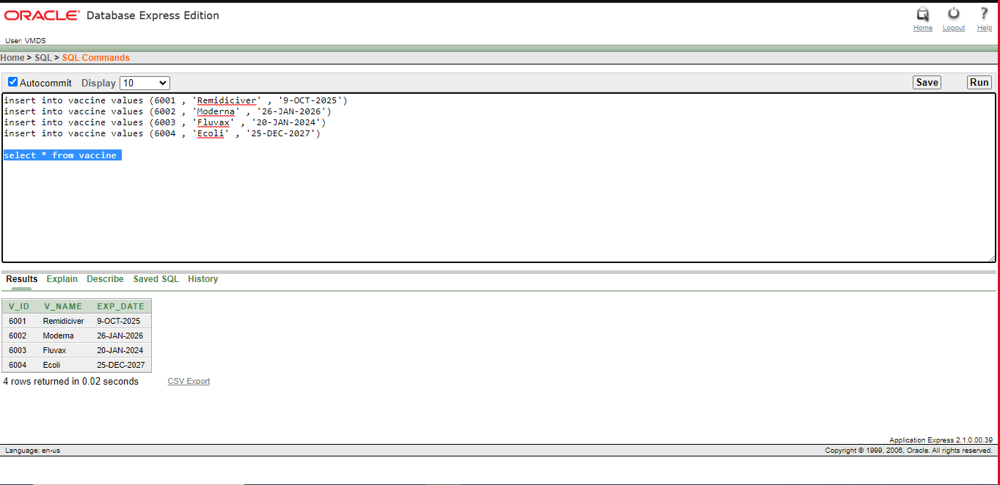 ORACLE® Database Express Edition
Home Logout Help
User: VMDS
Home > SQL > SQL Commands
Autocommit Display 10 Save Run
insert into vaccine values (6001 , 'Remidiciver' , '9-OCT-2025')
insert into vaccine values (6002 , 'Moderna' , '26-JAN-2026')
insert into vaccine values (6003 , 'Fluvax' , '20-JAN-2024')
insert into vaccine values (6004 , 'Ecoli' , '25-DEC-2027')
select * from vaccine
Results Explain Describe Saved SQL History
V_ID V_NAME EXP_DATE
6001 Remidiciver 9-OCT-2025
6002 Moderna 26-JAN-2026
6003 Fluvax 20-JAN-2024
6004 Ecoli 25-DEC-2027
4 rows returned in 0.02 seconds CSV Export
Application Express 2.1.0.00.39
Language: en-us Copyright © 1999, 2006, Oracle. All rights reserved.